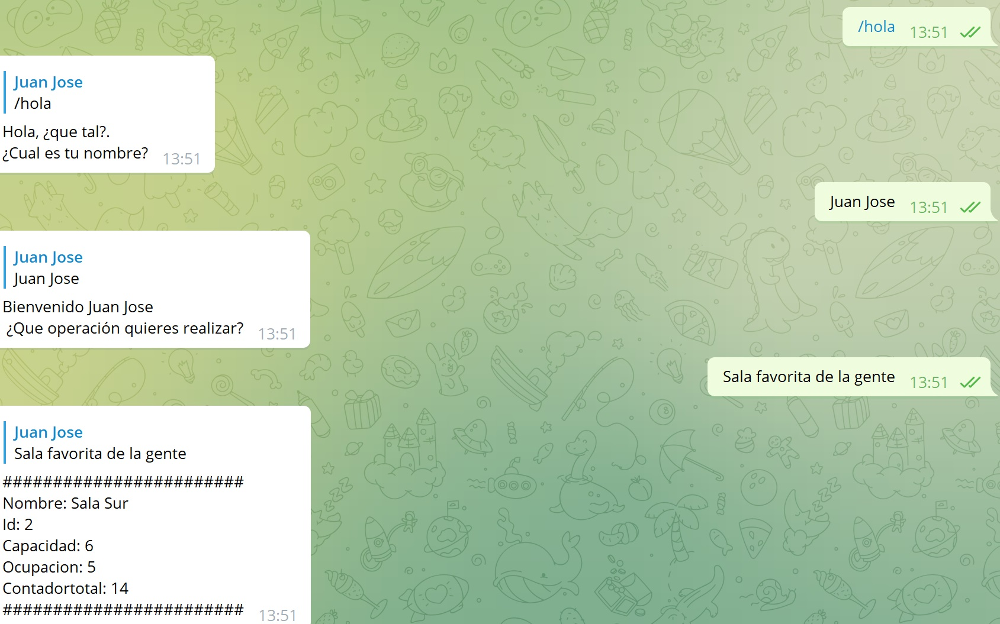 /hola 13:51
Juan Jose
/hola
Hola, ¿que tal?.
¿Cual es tu nombre? 13:51
Juan Jose 13:51
Juan Jose
Juan Jose
Bienvenido Juan Jose
¿Que operación quieres realizar? 13:51
Sala favorita de la gente 13:51
Juan Jose
Sala favorita de la gente
########################
Nombre: Sala Sur
Id: 2
Capacidad: 6
Ocupacion: 5
Contadortotal: 14
######################## 13:51